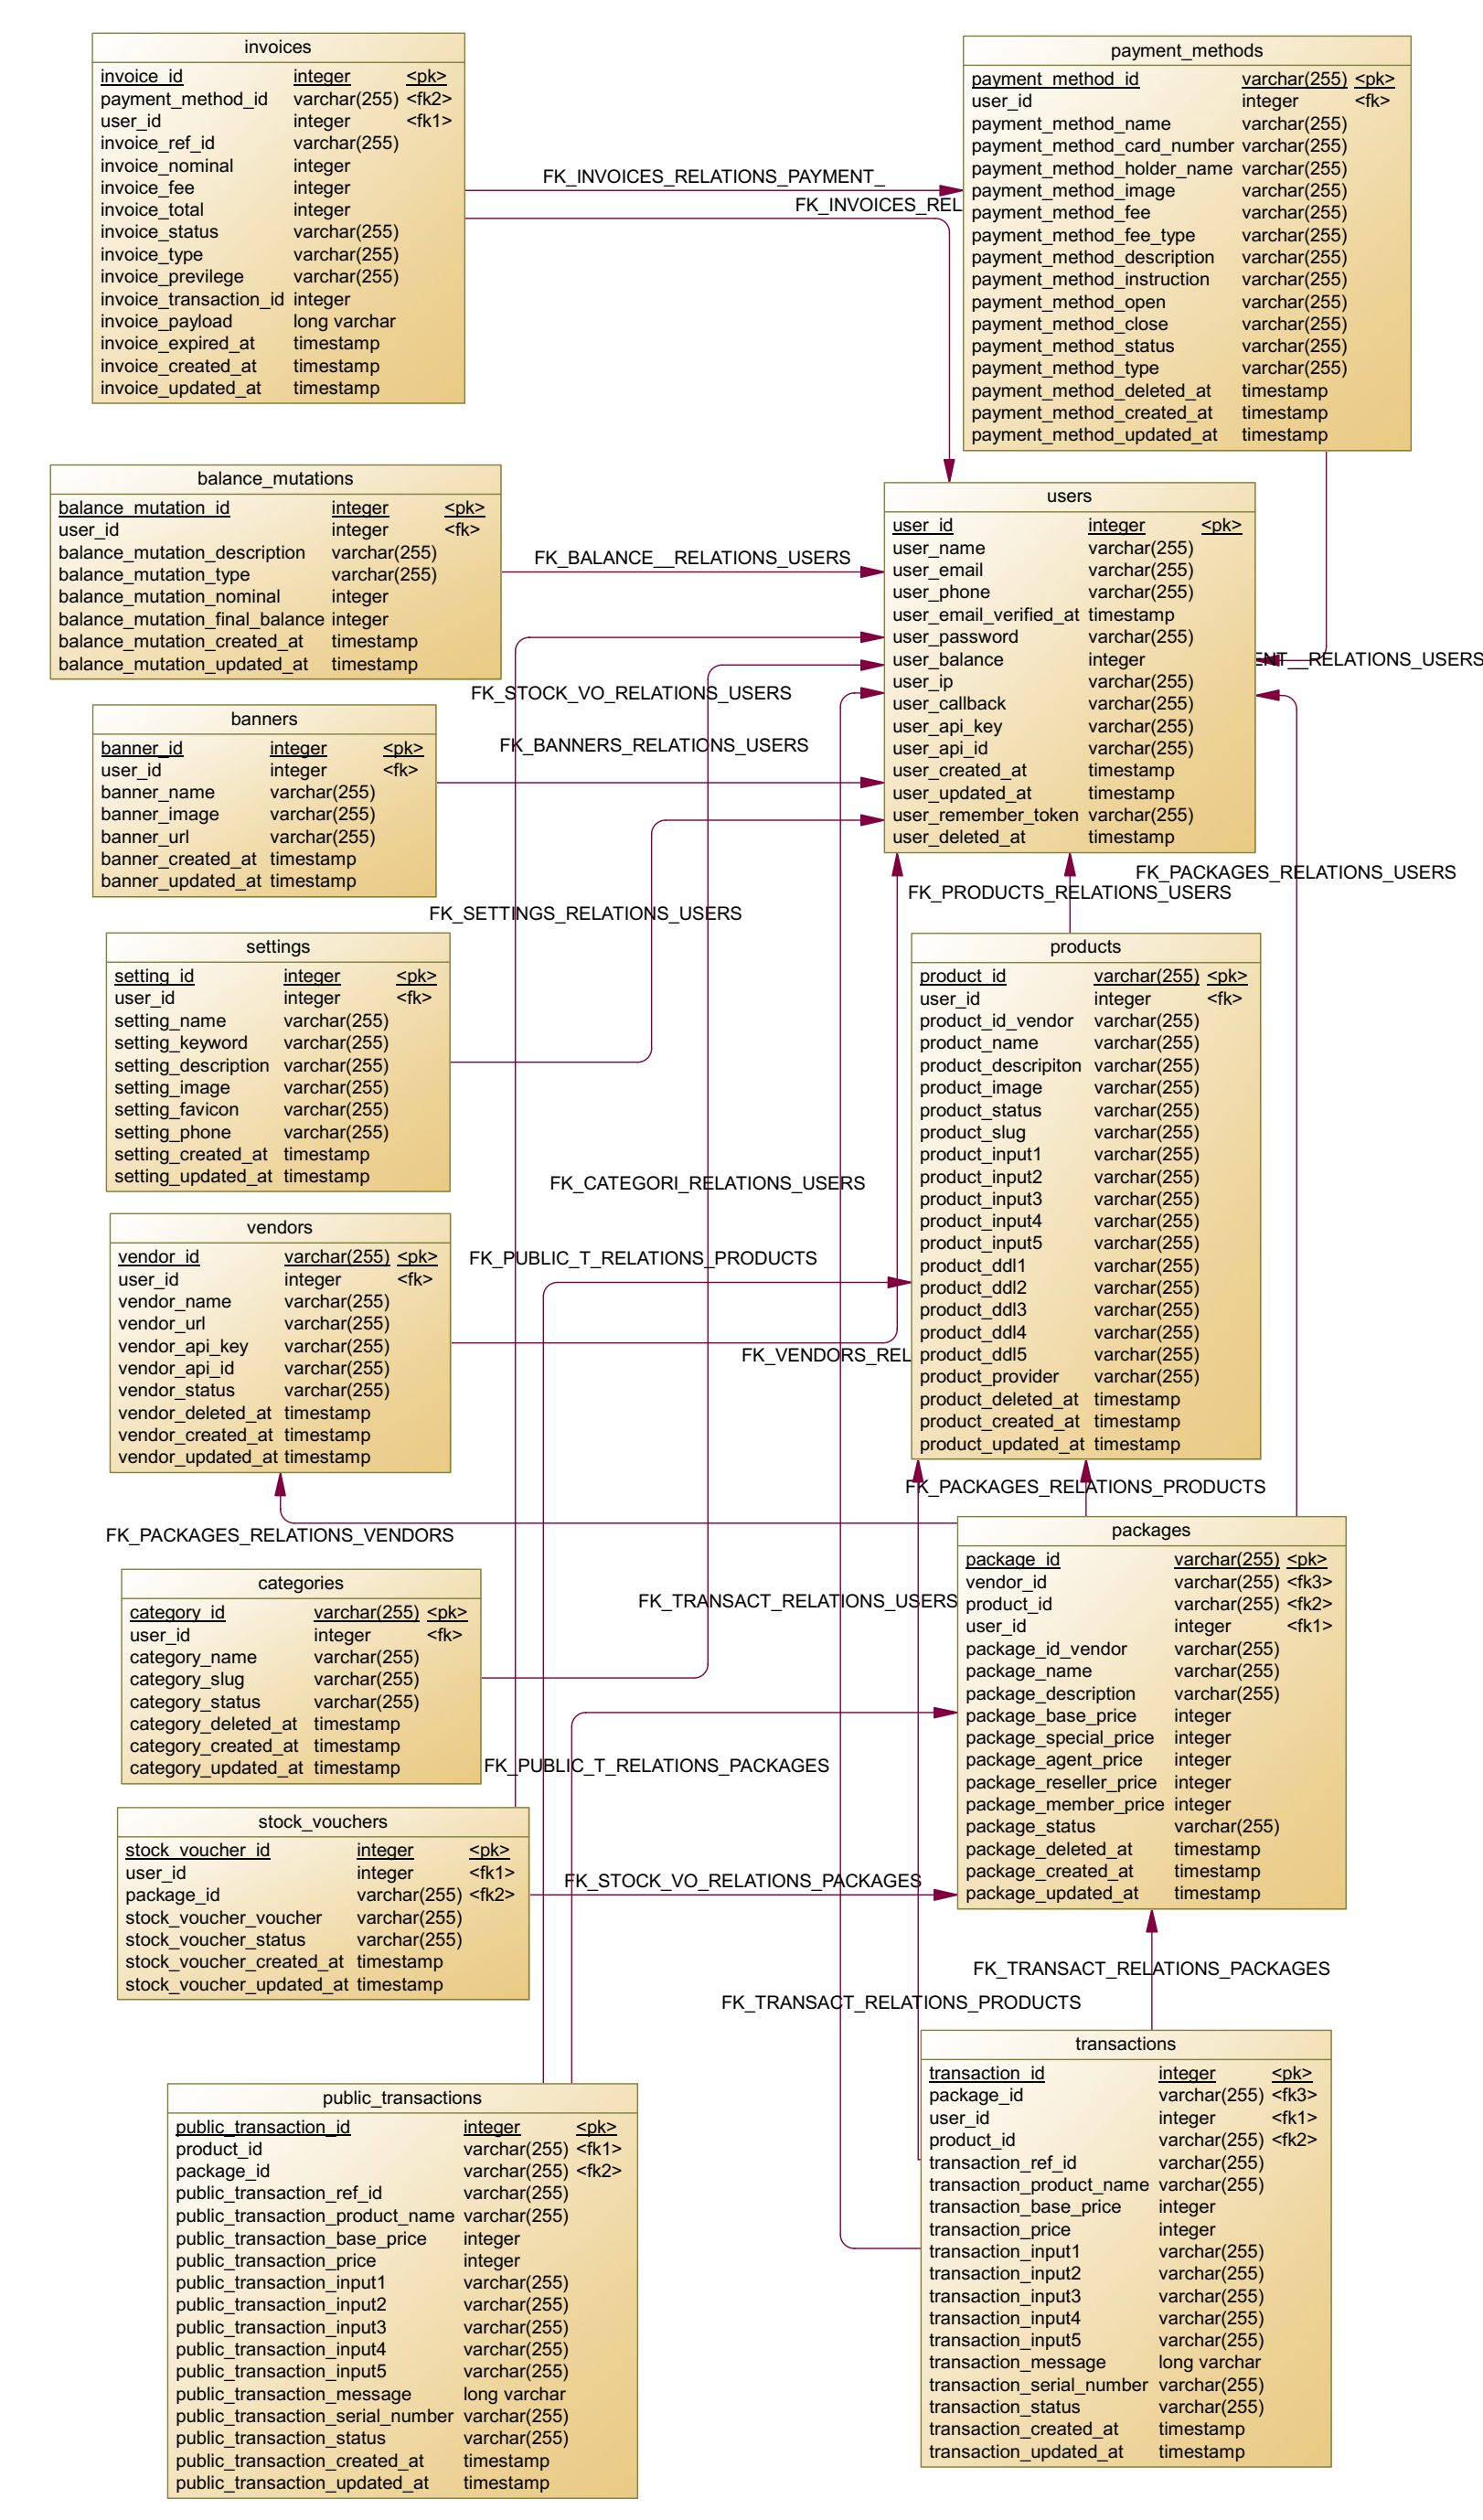 invoices
invoice_id integer <pk>
payment_method_id varchar(255) <fk2>
user_id integer <fk1>
invoice_ref_id varchar(255)
invoice_nominal integer
invoice_fee integer
invoice_total integer
invoice_status varchar(255)
invoice_type varchar(255)
invoice_previlege varchar(255)
invoice_transaction_id integer
invoice_payload long varchar
invoice_expired_at timestamp
invoice_created_at timestamp
invoice_updated_at timestamp
FK_INVOICES_RELATIONS_PAYMENT_
FK_INVOICES_REL
payment_methods
payment_method_id varchar(255) <pk>
user_id integer <fk>
payment_method_name varchar(255)
payment_method_card_number varchar(255)
payment_method_holder_name varchar(255)
payment_method_image varchar(255)
payment_method_fee varchar(255)
payment_method_fee_type varchar(255)
payment_method_description varchar(255)
payment_method_instruction varchar(255)
payment_method_open varchar(255)
payment_method_close varchar(255)
payment_method_status varchar(255)
payment_method_type varchar(255)
payment_method_deleted_at timestamp
payment_method_created_at timestamp
payment_method_updated_at timestamp
balance_mutations
balance_mutation_id integer <pk>
user_id integer <fk>
balance_mutation_description varchar(255)
balance_mutation_type varchar(255)
balance_mutation_nominal integer
balance_mutation_final_balance integer
balance_mutation_created_at timestamp
balance_mutation_updated_at timestamp
FK_BALANCE__RELATIONS_USERS
users
user_id integer <pk>
user_name varchar(255)
user_email varchar(255)
user_phone varchar(255)
user_email_verified_at timestamp
user_password varchar(255)
user_balance integer
user_ip varchar(255)
user_callback varchar(255)
user_api_key varchar(255)
user_api_id varchar(255)
user_created_at timestamp
user_updated_at timestamp
user_remember_token varchar(255)
user_deleted_at timestamp
ENT__RELATIONS_USERS
FK_STOCK_VO_RELATIONS_USERS
banners
banner_id integer <pk>
user_id integer <fk>
banner_name varchar(255)
banner_image varchar(255)
banner_url varchar(255)
banner_created_at timestamp
banner_updated_at timestamp
FK_BANNERS_RELATIONS_USERS
FK_PACKAGES_RELATIONS_USERS
FK_PRODUCTS_RELATIONS_USERS
FK_SETTINGS_RELATIONS_USERS
settings
setting_id integer <pk>
user_id integer <fk>
setting_name varchar(255)
setting_keyword varchar(255)
setting_description varchar(255)
setting_image varchar(255)
setting_favicon varchar(255)
setting_phone varchar(255)
setting_created_at timestamp
setting_updated_at timestamp
products
product_id varchar(255) <pk>
user_id integer <fk>
product_id_vendor varchar(255)
product_name varchar(255)
product_descripiton varchar(255)
product_image varchar(255)
product_status varchar(255)
product_slug varchar(255)
product_input1 varchar(255)
product_input2 varchar(255)
product_input3 varchar(255)
product_input4 varchar(255)
product_input5 varchar(255)
product_ddl1 varchar(255)
product_ddl2 varchar(255)
product_ddl3 varchar(255)
product_ddl4 varchar(255)
product_ddl5 varchar(255)
product_provider varchar(255)
product_deleted_at timestamp
product_created_at timestamp
product_updated_at timestamp
FK_CATEGORI_RELATIONS_USERS
vendors
vendor_id varchar(255) <pk>
user_id integer <fk>
vendor_name varchar(255)
vendor_url varchar(255)
vendor_api_key varchar(255)
vendor_api_id varchar(255)
vendor_status varchar(255)
vendor_deleted_at timestamp
vendor_created_at timestamp
vendor_updated_at timestamp
FK_PUBLIC_T_RELATIONS_PRODUCTS
FK_VENDORS_REL
FK_PACKAGES_RELATIONS_PRODUCTS
FK_PACKAGES_RELATIONS_VENDORS
packages
package_id varchar(255) <pk>
vendor_id varchar(255) <fk3>
product_id varchar(255) <fk2>
user_id integer <fk1>
package_id_vendor varchar(255)
package_name varchar(255)
package_description varchar(255)
package_base_price integer
package_special_price integer
package_agent_price integer
package_reseller_price integer
package_member_price integer
package_status varchar(255)
package_deleted_at timestamp
package_created_at timestamp
package_updated_at timestamp
categories
category_id varchar(255) <pk>
user_id integer <fk>
category_name varchar(255)
category_slug varchar(255)
category_status varchar(255)
category_deleted_at timestamp
category_created_at timestamp
category_updated_at timestamp
FK_TRANSACT_RELATIONS_USERS
FK_PUBLIC_T_RELATIONS_PACKAGES
stock_vouchers
stock_voucher_id integer <pk>
user_id integer <fk1>
package_id varchar(255) <fk2>
stock_voucher_voucher varchar(255)
stock_voucher_status varchar(255)
stock_voucher_created_at timestamp
stock_voucher_updated_at timestamp
FK_STOCK_VO_RELATIONS_PACKAGES
FK_TRANSACT_RELATIONS_PACKAGES
FK_TRANSACT_RELATIONS_PRODUCTS
transactions
transaction_id integer <pk>
package_id varchar(255) <fk3>
user_id integer <fk1>
product_id varchar(255) <fk2>
transaction_ref_id varchar(255)
transaction_product_name varchar(255)
transaction_base_price integer
transaction_price integer
transaction_input1 varchar(255)
transaction_input2 varchar(255)
transaction_input3 varchar(255)
transaction_input4 varchar(255)
transaction_input5 varchar(255)
transaction_message long varchar
transaction_serial_number varchar(255)
transaction_status varchar(255)
transaction_created_at timestamp
transaction_updated_at timestamp
public_transactions
public_transaction_id integer <pk>
product_id varchar(255) <fk1>
package_id varchar(255) <fk2>
public_transaction_ref_id varchar(255)
public_transaction_product_name varchar(255)
public_transaction_base_price integer
public_transaction_price integer
public_transaction_input1 varchar(255)
public_transaction_input2 varchar(255)
public_transaction_input3 varchar(255)
public_transaction_input4 varchar(255)
public_transaction_input5 varchar(255)
public_transaction_message long varchar
public_transaction_serial_number varchar(255)
public_transaction_status varchar(255)
public_transaction_created_at timestamp
public_transaction_updated_at timestamp